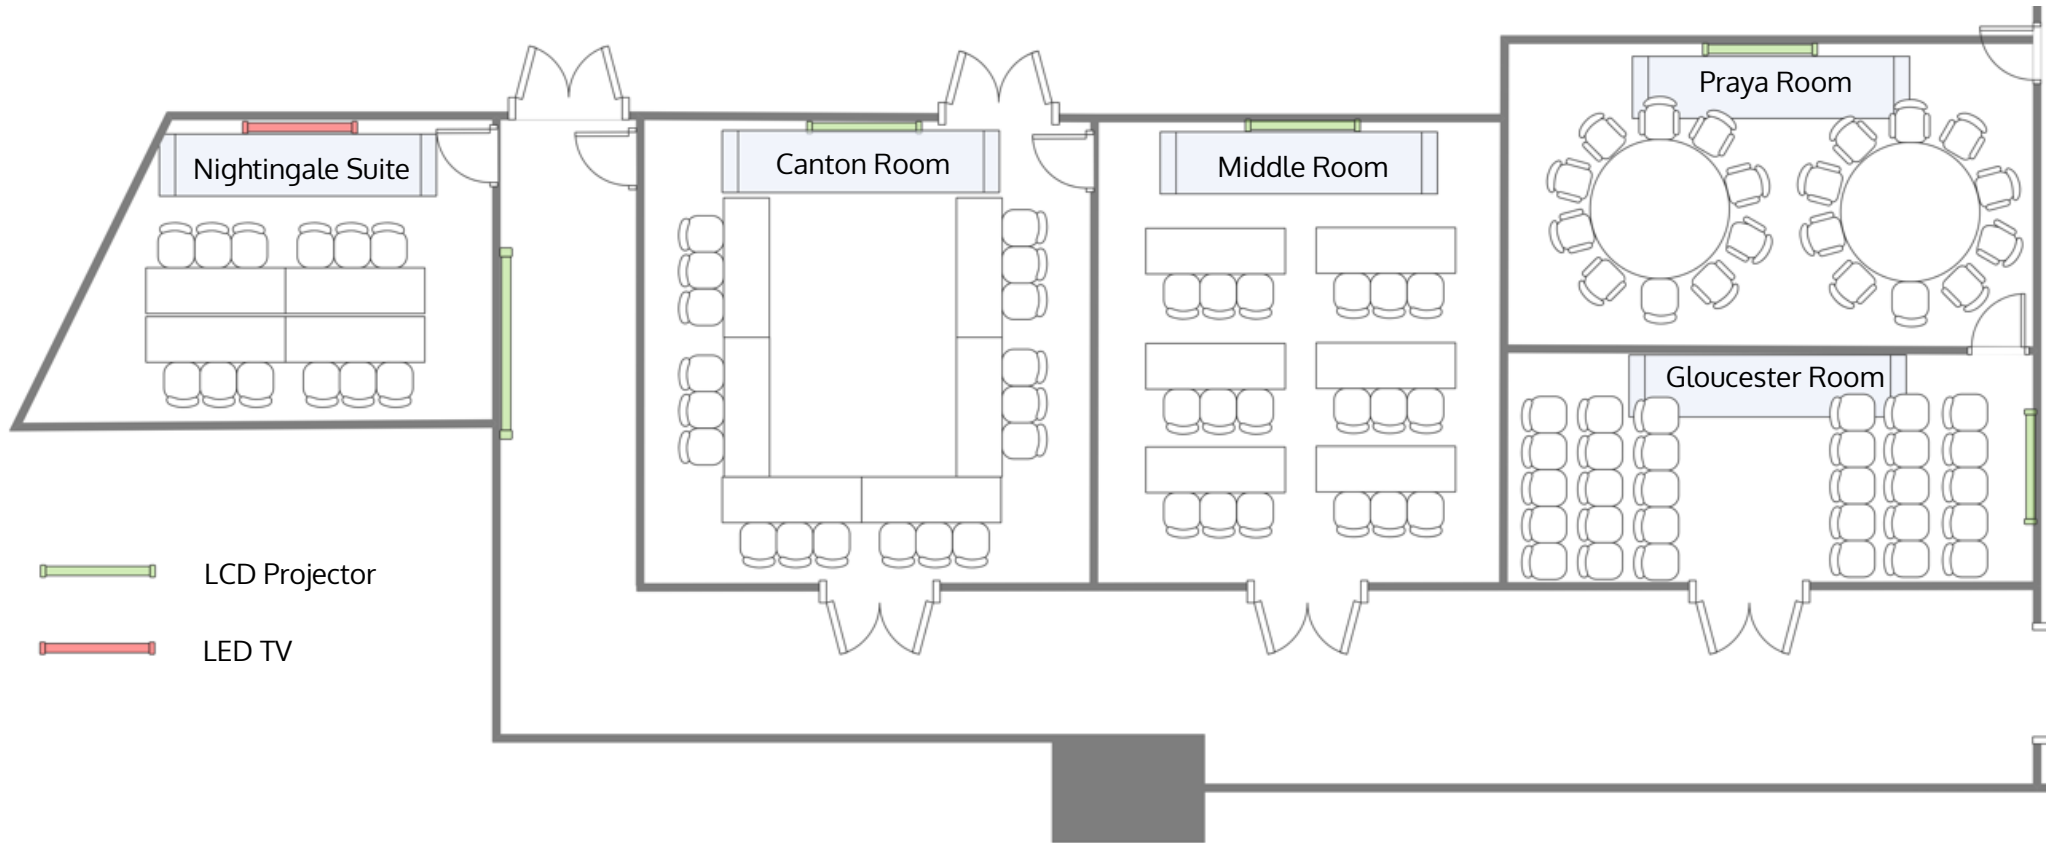 Praya Room
Nightingale Suite
Canton Room
Middle Room
Gloucester Room
LCD Projector
LED TV